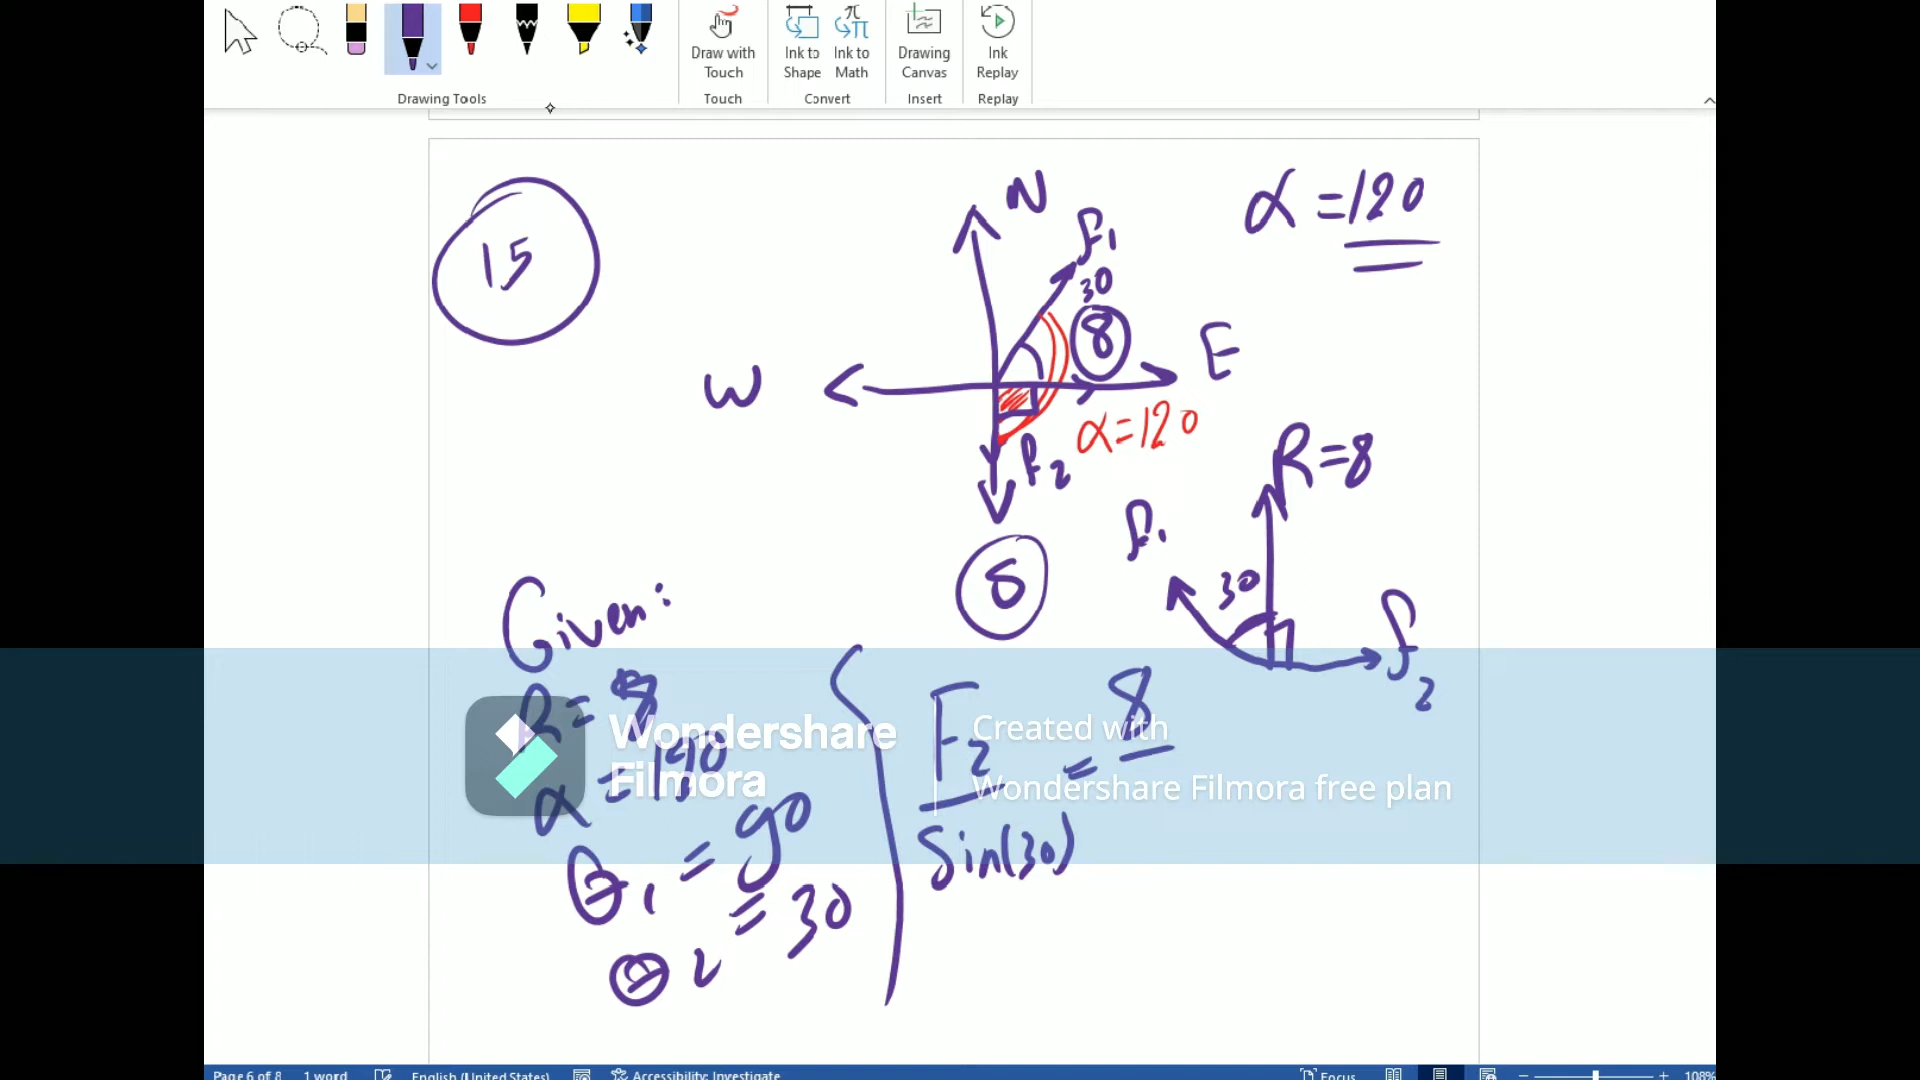 Draw with Touch
Ink to Shape
Ink to Math
Drawing Canvas
Ink Replay
Drawing Tools
Touch
Convert
Insert
Replay
15
N
F1
30
8
α = 120
W
E
α = 120
F2
8
R = 8
F1
30
F2
Given:
R = 8
α =
θ1 = 90
θ2 = 30
F2 / Sin(30) = 8
Wondershare
Filmora
Created with
Wondershare Filmora free plan
Page 6 of 8 1 word English (United States) Accessibility: Investigate Focus 108%